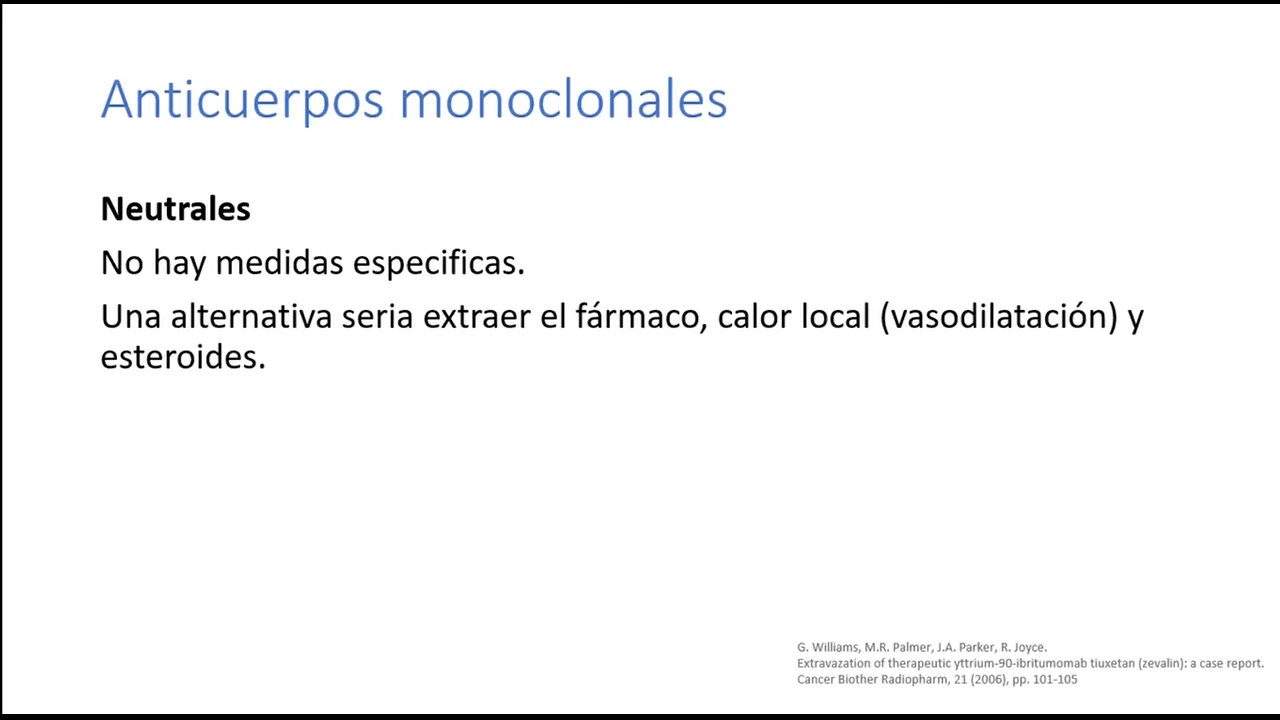 Anticuerpos monoclonales
Neutrales
No hay medidas especificas.
Una alternativa seria extraer el fármaco, calor local (vasodilatación) y
esteroides.
G. Williams, M.R. Palmer, J.A. Parker, R. Joyce.
Extravazation of therapeutic yttrium-90-ibritumomab tiuxetan (zevalin): a case report.
Cancer Biother Radiopharm, 21 (2006), pp. 101-105